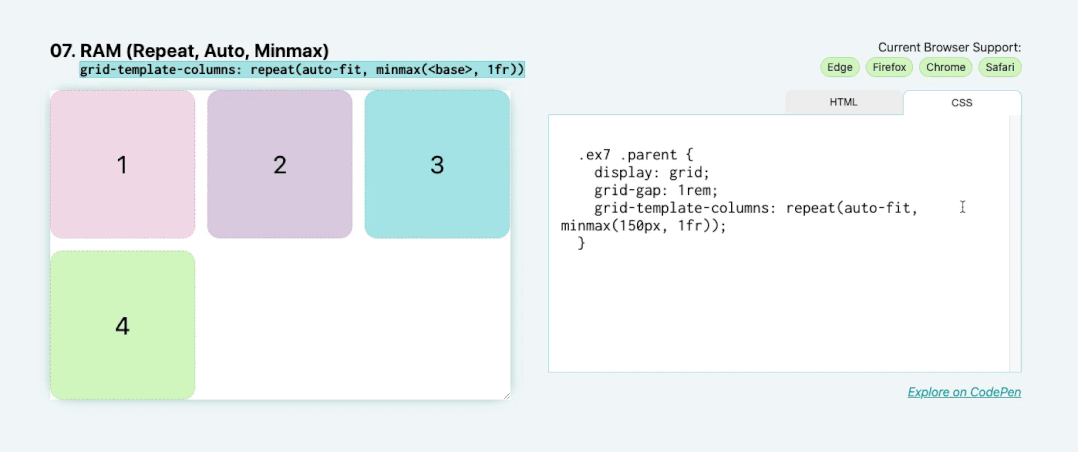 07. RAM (Repeat, Auto, Minmax)
grid-template-columns: repeat(auto-fit, minmax(<base>, 1fr))
Current Browser Support:
Edge Firefox Chrome Safari
1 2 3
4
HTML CSS
.ex7 .parent {
display: grid;
grid-gap: 1rem;
grid-template-columns: repeat(auto-fit,
minmax(150px, 1fr));
}
Explore on CodePen